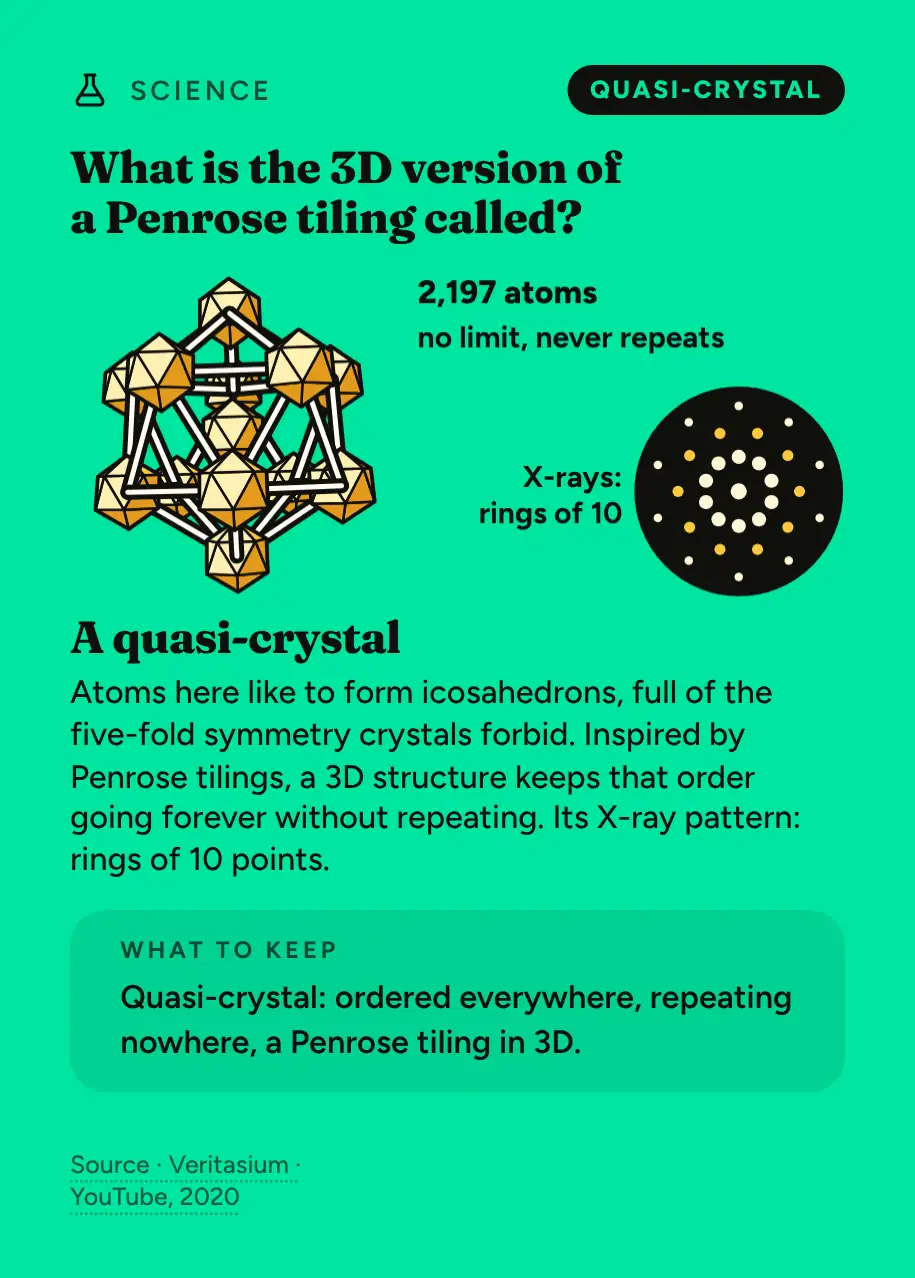 SCIENCE
QUASI-CRYSTAL
What is the 3D version of
a Penrose tiling called?
2,197 atoms
no limit, never repeats
X-rays:
rings of 10
A quasi-crystal
Atoms here like to form icosahedrons, full of the
five-fold symmetry crystals forbid. Inspired by
Penrose tilings, a 3D structure keeps that order
going forever without repeating. Its X-ray pattern:
rings of 10 points.
WHAT TO KEEP
Quasi-crystal: ordered everywhere, repeating
nowhere, a Penrose tiling in 3D.
Source · Veritasium ·
YouTube, 2020